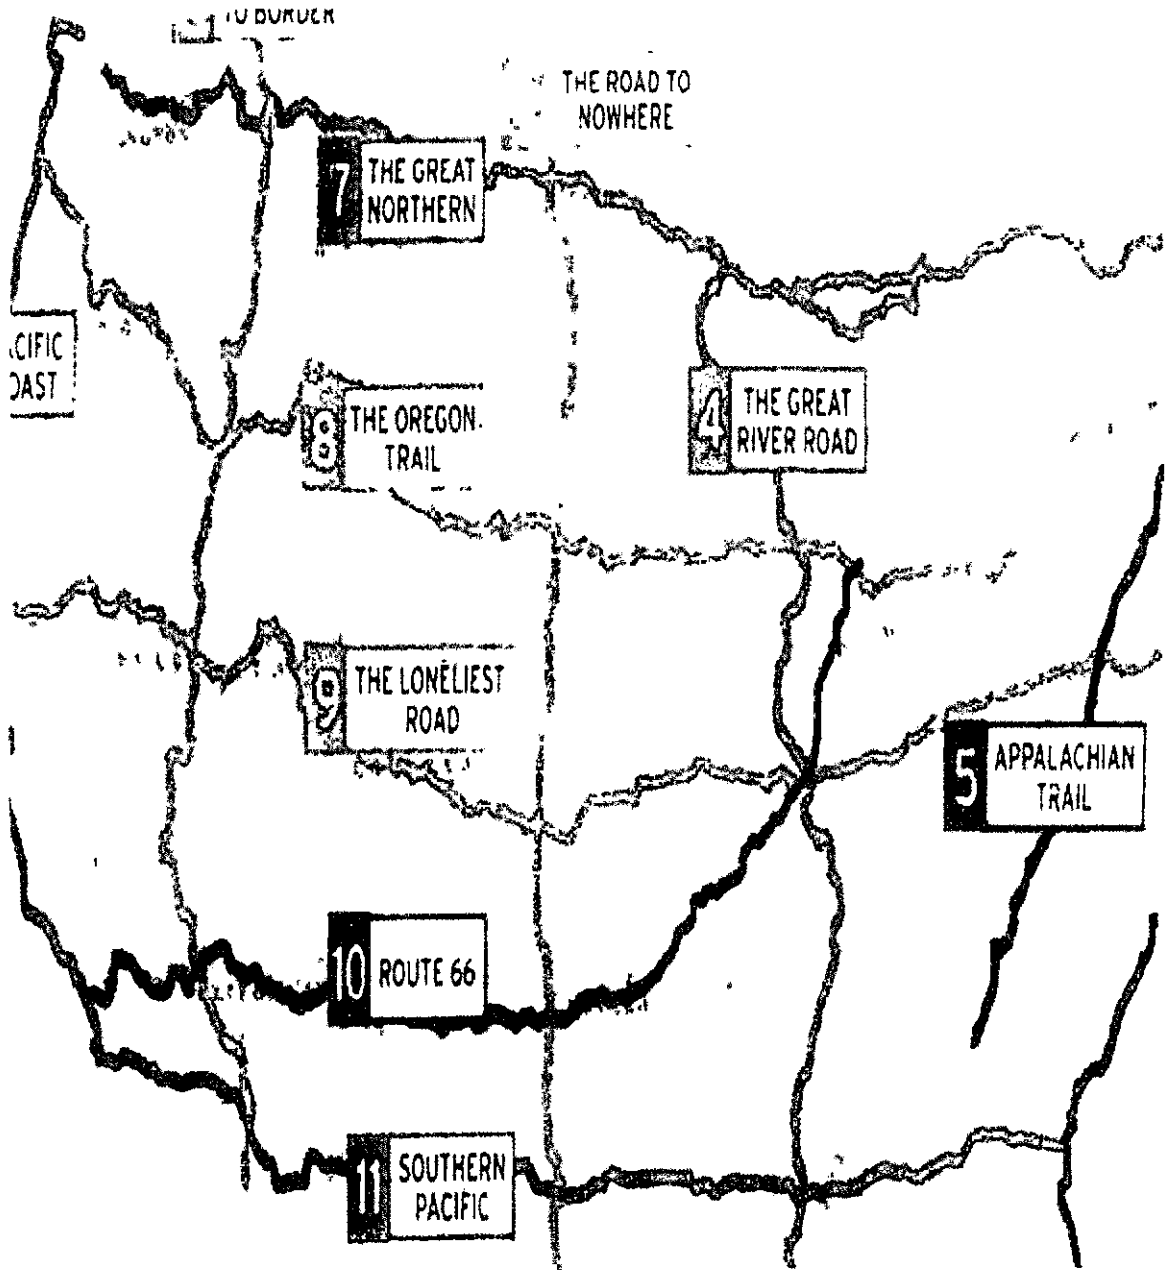 TO BORDER
THE ROAD TO
NOWHERE
7 THE GREAT
NORTHERN
CIFIC
OAST
8 THE OREGON
TRAIL
4 THE GREAT
RIVER ROAD
9 THE LONELIEST
ROAD
5 APPALACHIAN
TRAIL
10 ROUTE 66
11 SOUTHERN
PACIFIC